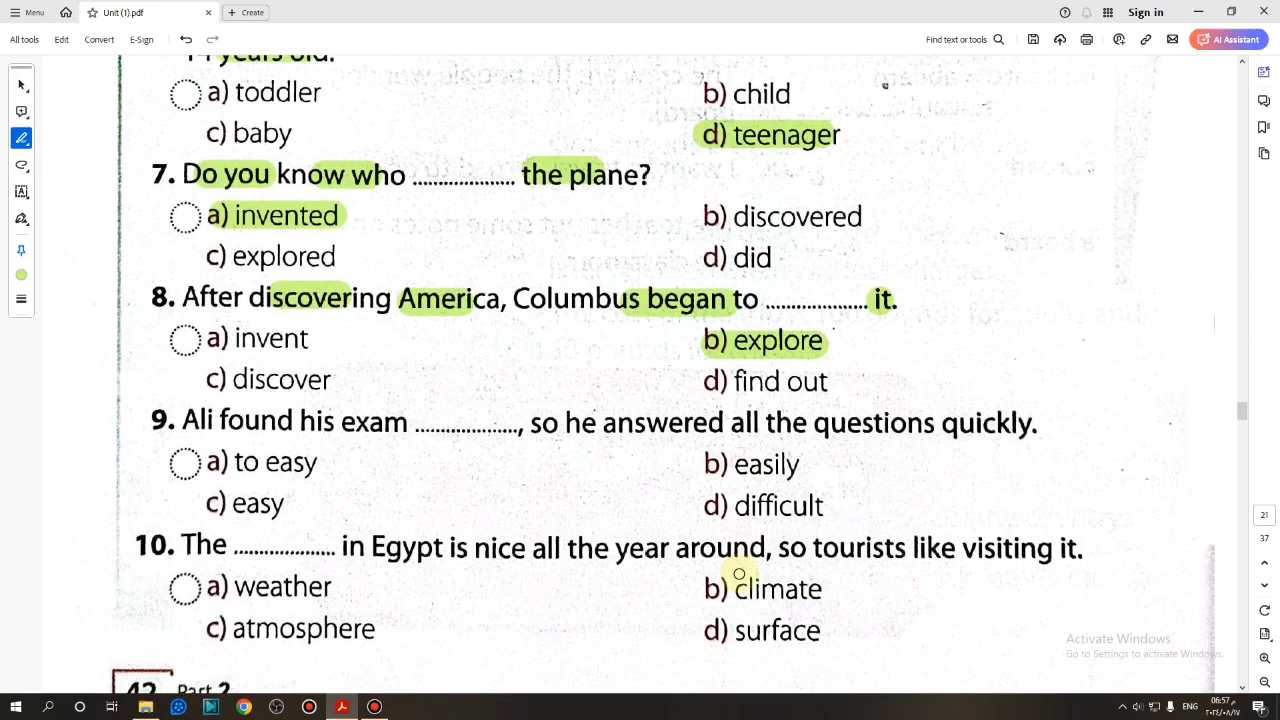 Menu
Unit (1).pdf
Create
Sign in
All tools
Edit
Convert
E-Sign
Find text or tools
AI Assistant
14 years old.
a) toddler
b) child
c) baby
d) teenager
7. Do you know who .................... the plane?
a) invented
b) discovered
c) explored
d) did
8. After discovering America, Columbus began to .................... it.
a) invent
b) explore
c) discover
d) find out
9. Ali found his exam ...................., so he answered all the questions quickly.
a) to easy
b) easily
c) easy
d) difficult
10. The .................... in Egypt is nice all the year around, so tourists like visiting it.
a) weather
b) climate
c) atmosphere
d) surface
42 Part 2
21
37
Activate Windows
Go to Settings to activate Windows.
ENG
06:57 م